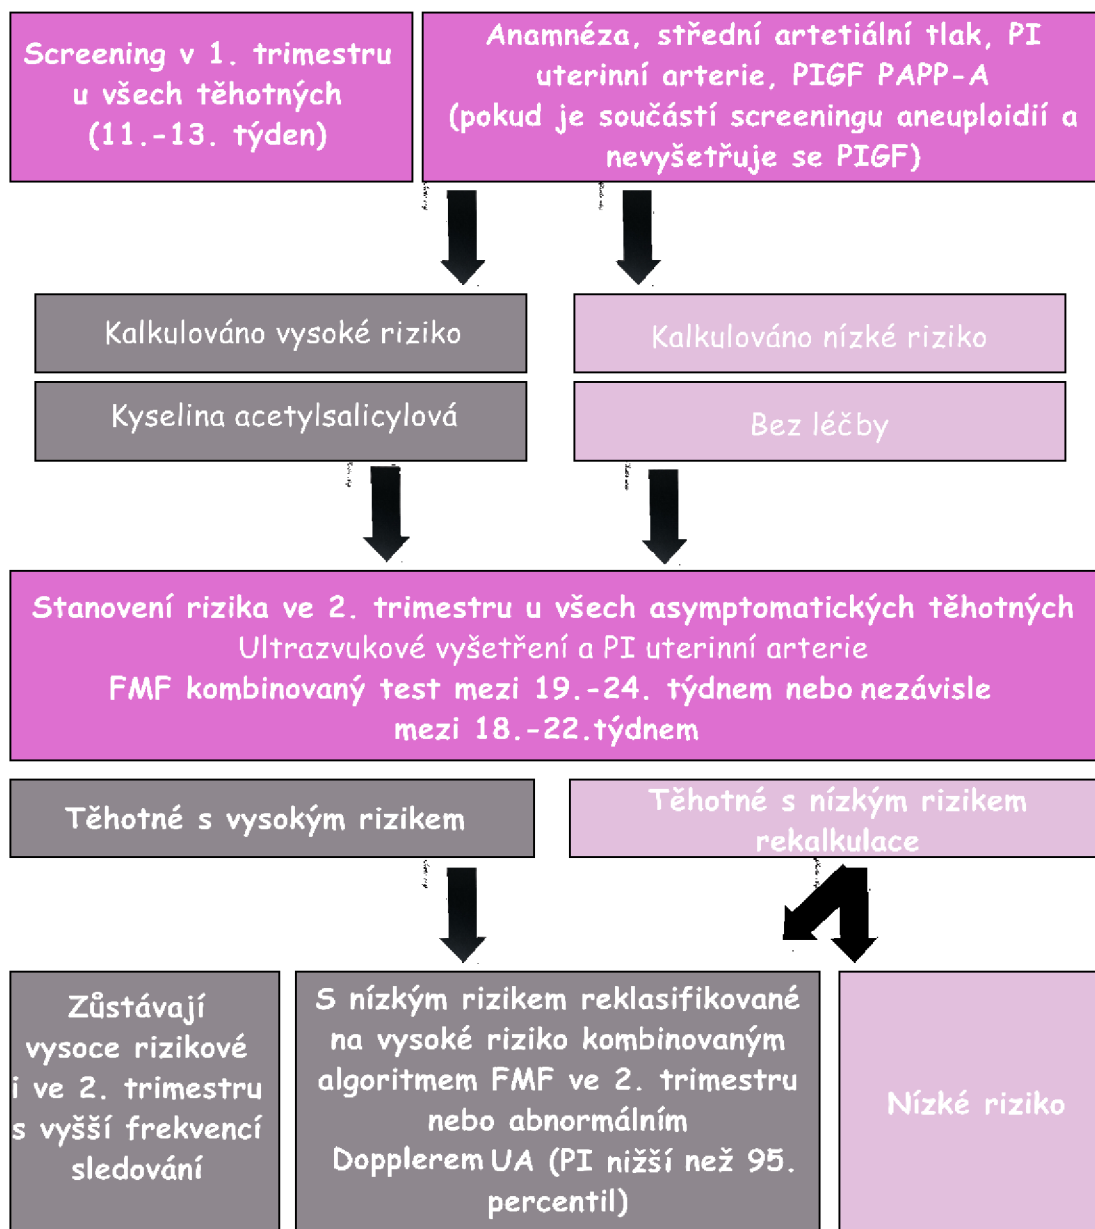 Screening v 1. trimestru
u všech těhotných
(11.-13. týden)
Anamnéza, střední artetiální tlak, PI
uterinní arterie, PIGF PAPP-A
(pokud je součástí screeningu aneuploidií a
nevyšetřuje se PIGF)
Kalkulováno vysoké riziko
Kalkulováno nízké riziko
Kyselina acetylsalicylová
Bez léčby
Stanovení rizika ve 2. trimestru u všech asymptomatických těhotných
Ultrazvukové vyšetření a PI uterinní arterie
FMF kombinovaný test mezi 19.-24. týdnem nebo nezávisle
mezi 18.-22.týdnem
Těhotné s vysokým rizikem
Těhotné s nízkým rizikem
rekalkulace
Zůstávají
vysoce rizikové
i ve 2. trimestru
s vyšší frekvencí
sledování
S nízkým rizikem reklasifikované
na vysoké riziko kombinovaným
algoritmem FMF ve 2. trimestru
nebo abnormálním
Dopplerem UA (PI nižší než 95.
percentil)
Nízké riziko